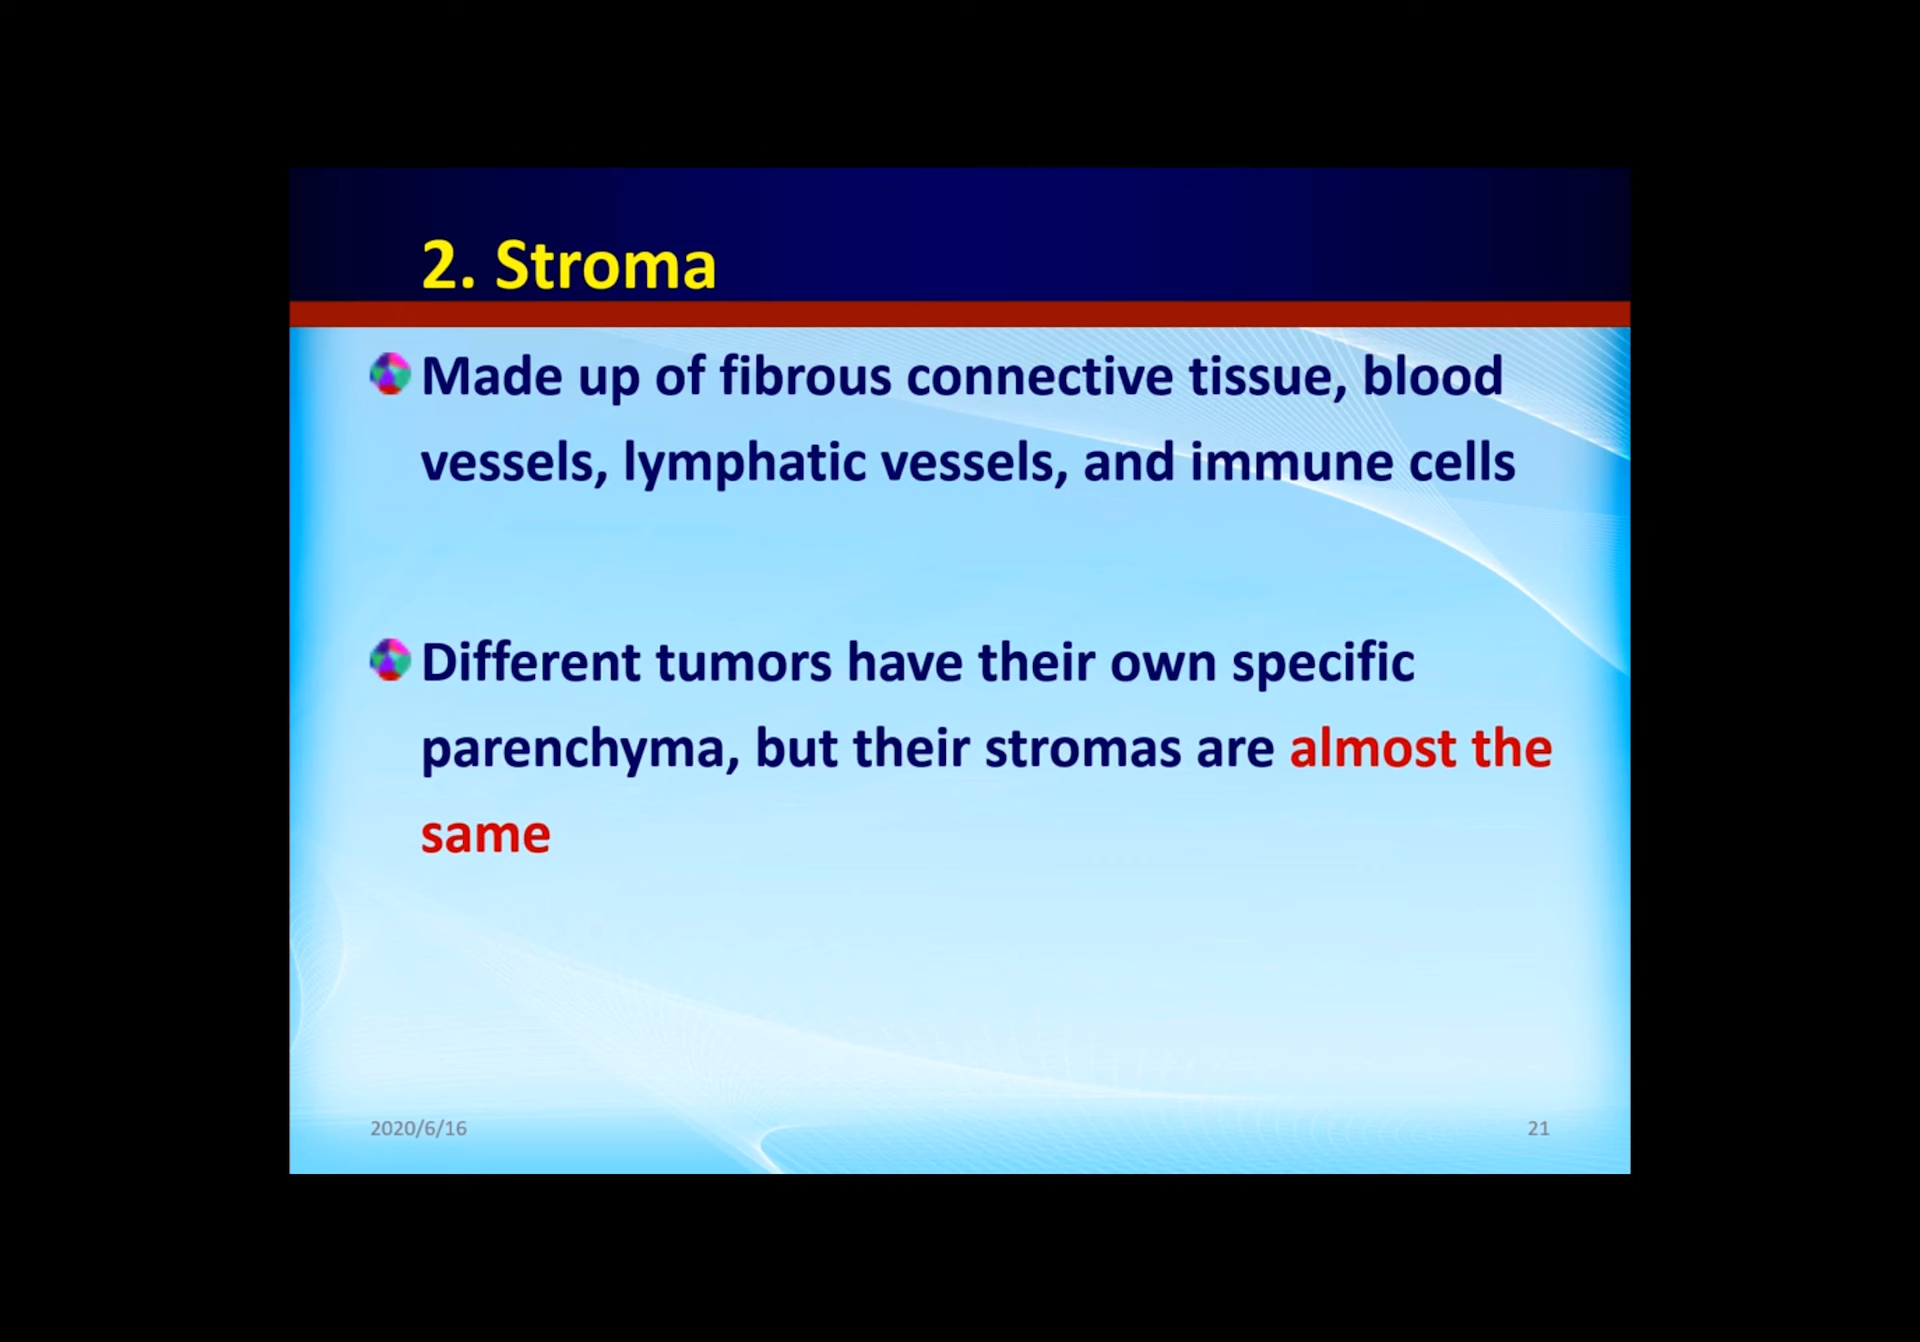 2. Stroma
Made up of fibrous connective tissue, blood
vessels, lymphatic vessels, and immune cells
Different tumors have their own specific
parenchyma, but their stromas are almost the
same
2020/6/16
21